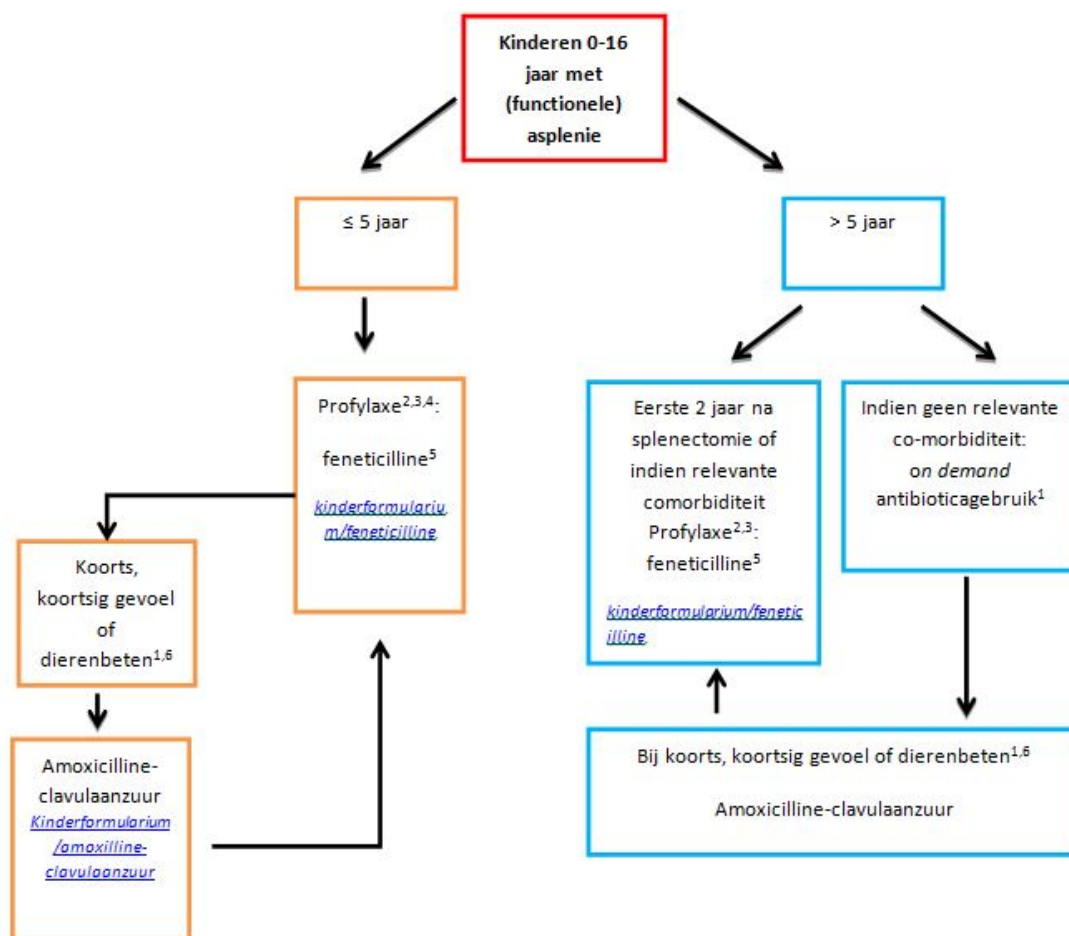 Kinderen 0-16
jaar met
(functionele)
asplenie
≤ 5 jaar
> 5 jaar
Profylaxe2,3,4:
feneticilline5
kinderformulariu
m/feneticilline.
Eerste 2 jaar na
splenectomie of
indien relevante
comorbiditeit
Profylaxe2,3:
feneticilline5
kinderformularium/fenetic
illine.
Indien geen relevante
co-morbiditeit:
on demand
antibioticagebruik1
Koorts,
koortsig gevoel
of
dierenbeten1,6
Amoxicilline-
clavulaanzuur
Kinderformularium
/amoxilline-
clavulaanzuur
Bij koorts, koortsig gevoel of dierenbeten1,6
Amoxicilline-clavulaanzuur